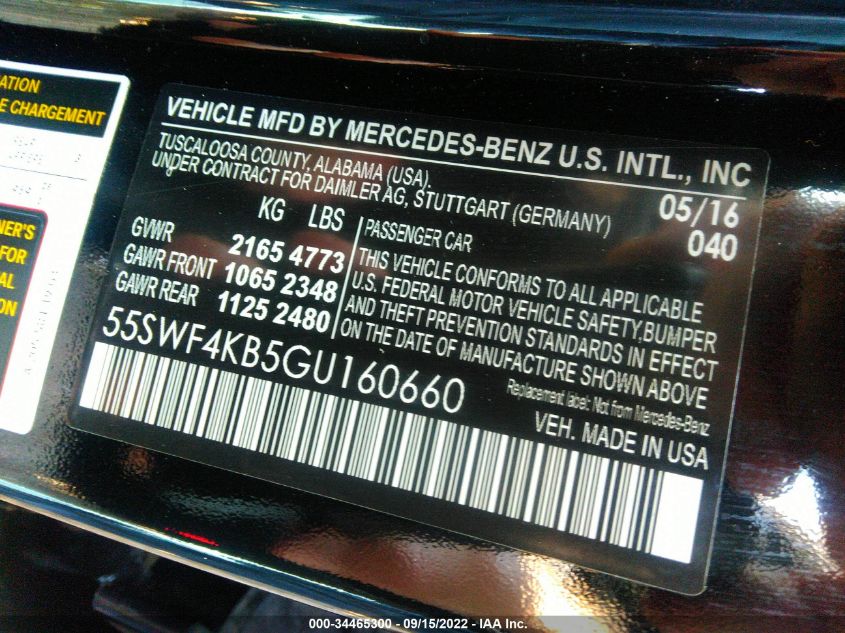 ATION
E CHARGEMENT
NER'S
FOR
AL
ON
VEHICLE MFD BY MERCEDES-BENZ U.S. INTL., INC
TUSCALOOSA COUNTY, ALABAMA (USA).
UNDER CONTRACT FOR DAIMLER AG, STUTTGART (GERMANY)
05/16
040
KG LBS
GVWR 2165 4773
GAWR FRONT 1065 2348
GAWR REAR 1125 2480
PASSENGER CAR
THIS VEHICLE CONFORMS TO ALL APPLICABLE
U.S. FEDERAL MOTOR VEHICLE SAFETY,BUMPER
AND THEFT PREVENTION STANDARDS IN EFFECT
ON THE DATE OF MANUFACTURE SHOWN ABOVE
55SWF4KB5GU160660
Replacement label: Not from Mercedes-Benz
VEH. MADE IN USA
000-34465300 - 09/15/2022 - IAA Inc.